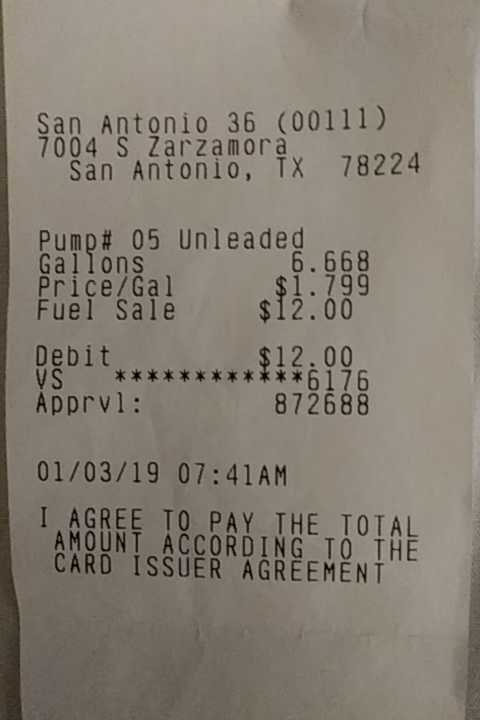 San Antonio 36 (00111)
7004 S Zarzamora
San Antonio, TX 78224
Pump# 05 Unleaded
Gallons 6.668
Price/Gal $1.799
Fuel Sale $12.00
Debit $12.00
VS ************6176
Apprvl: 872688
01/03/19 07:41AM
I AGREE TO PAY THE TOTAL
AMOUNT ACCORDING TO THE
CARD ISSUER AGREEMENT